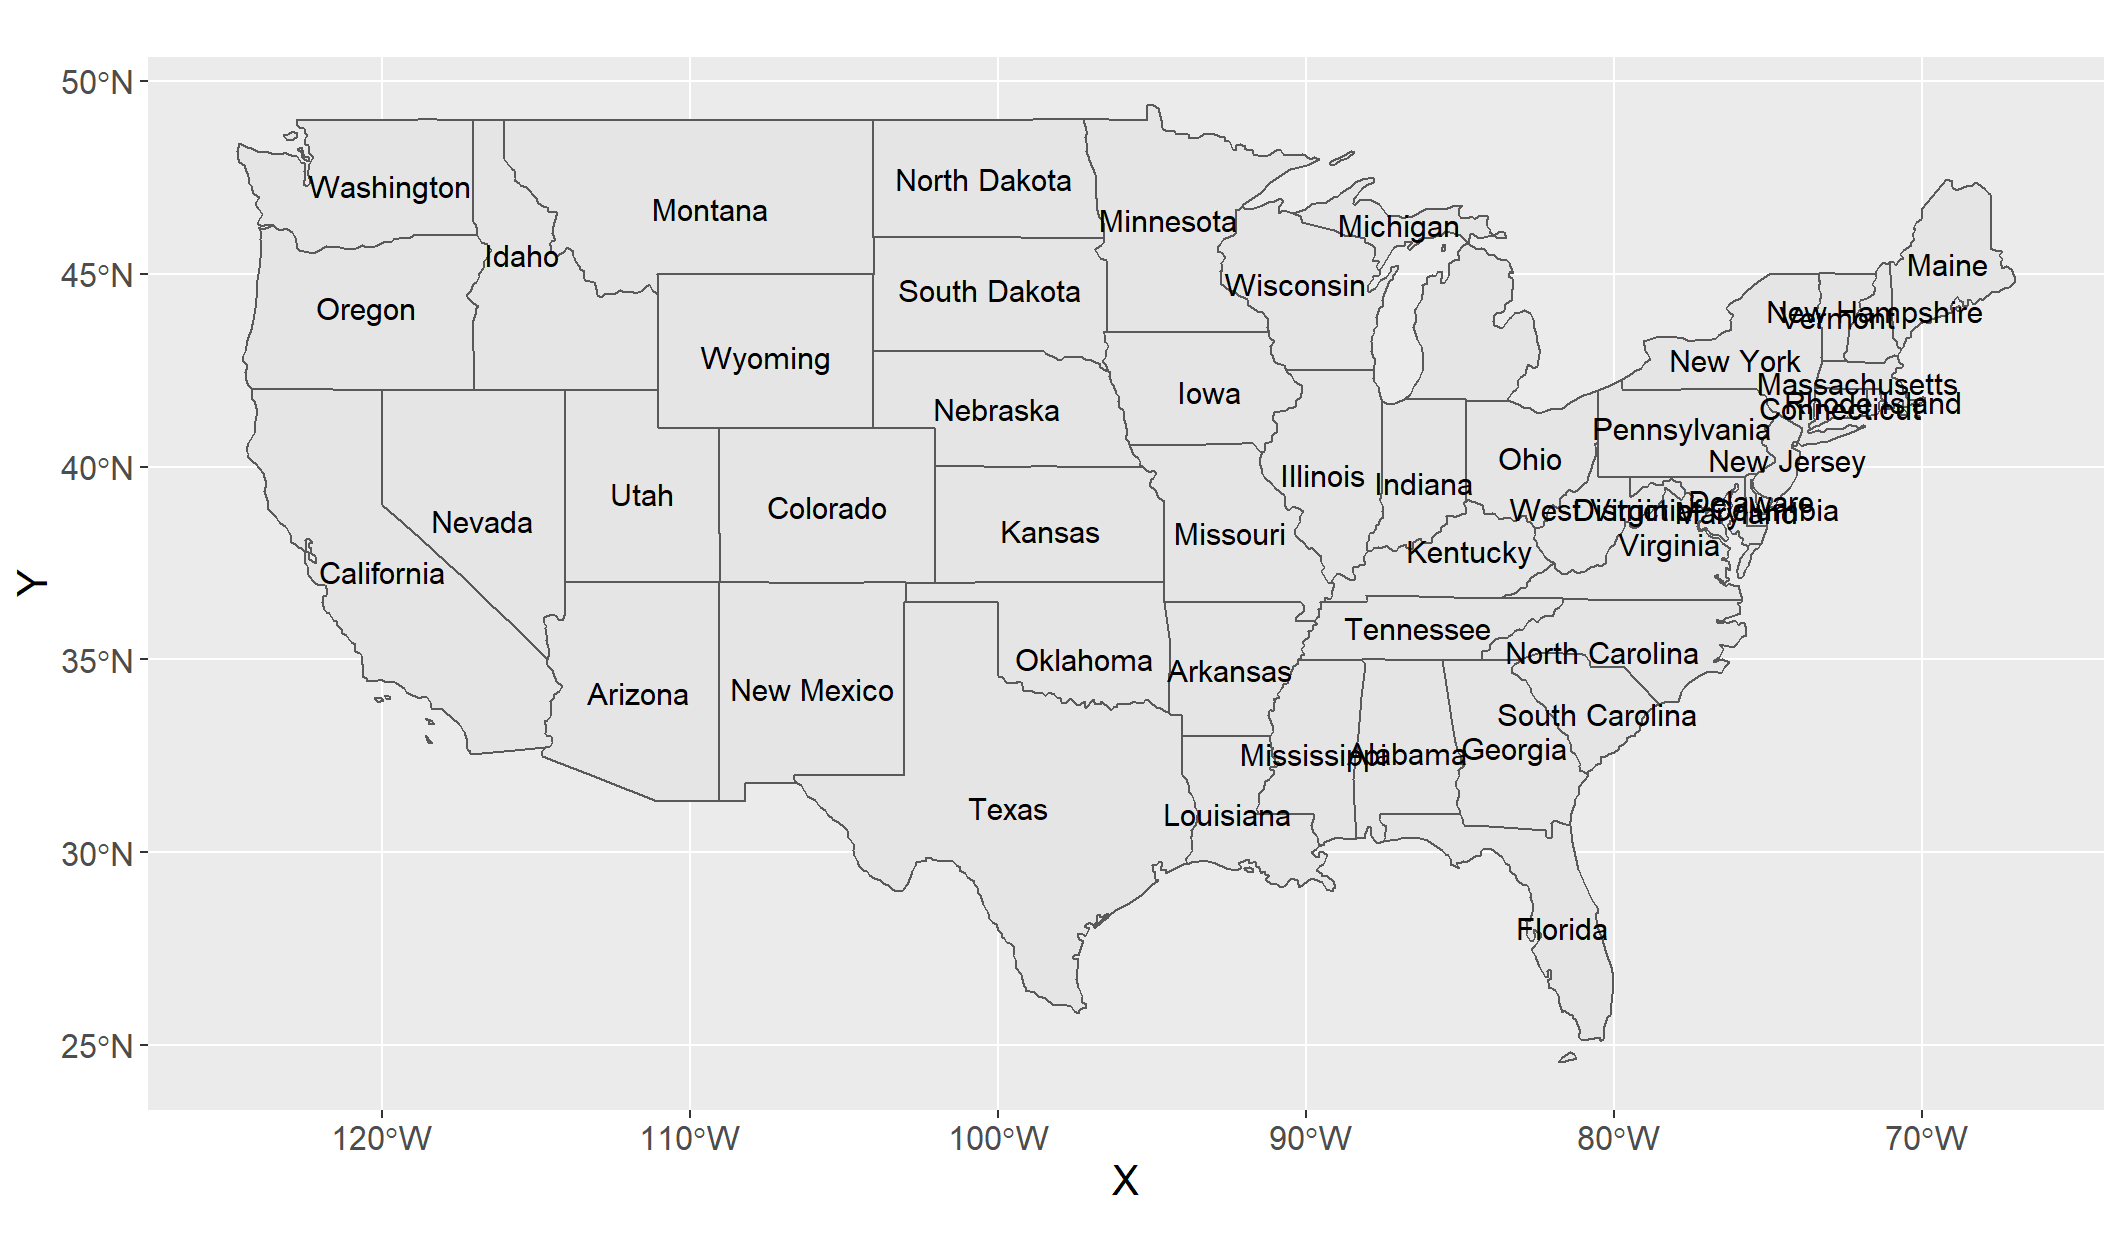 50°N
North Dakota
Washington
Montana
Minnesota
Michigan
Idaho
Maine
45°N
Wisconsin
South Dakota
Oregon
New Hampshire
Vermont
Wyoming
New York
Massachusetts
Iowa
Rhode Island
Nebraska
Connecticut
Pennsylvania
Ohio
New Jersey
40°N
Illinois
Indiana
Utah
Delaware
Colorado
West Virginia
District of Columbia
Maryland
Nevada
Kansas
Missouri
Virginia
Kentucky
California
Y
Tennessee
North Carolina
35°N
Oklahoma
Arkansas
New Mexico
Arizona
South Carolina
Georgia
Mississippi
Alabama
Texas
Louisiana
30°N
Florida
25°N
120°W 110°W 100°W 90°W 80°W 70°W
X